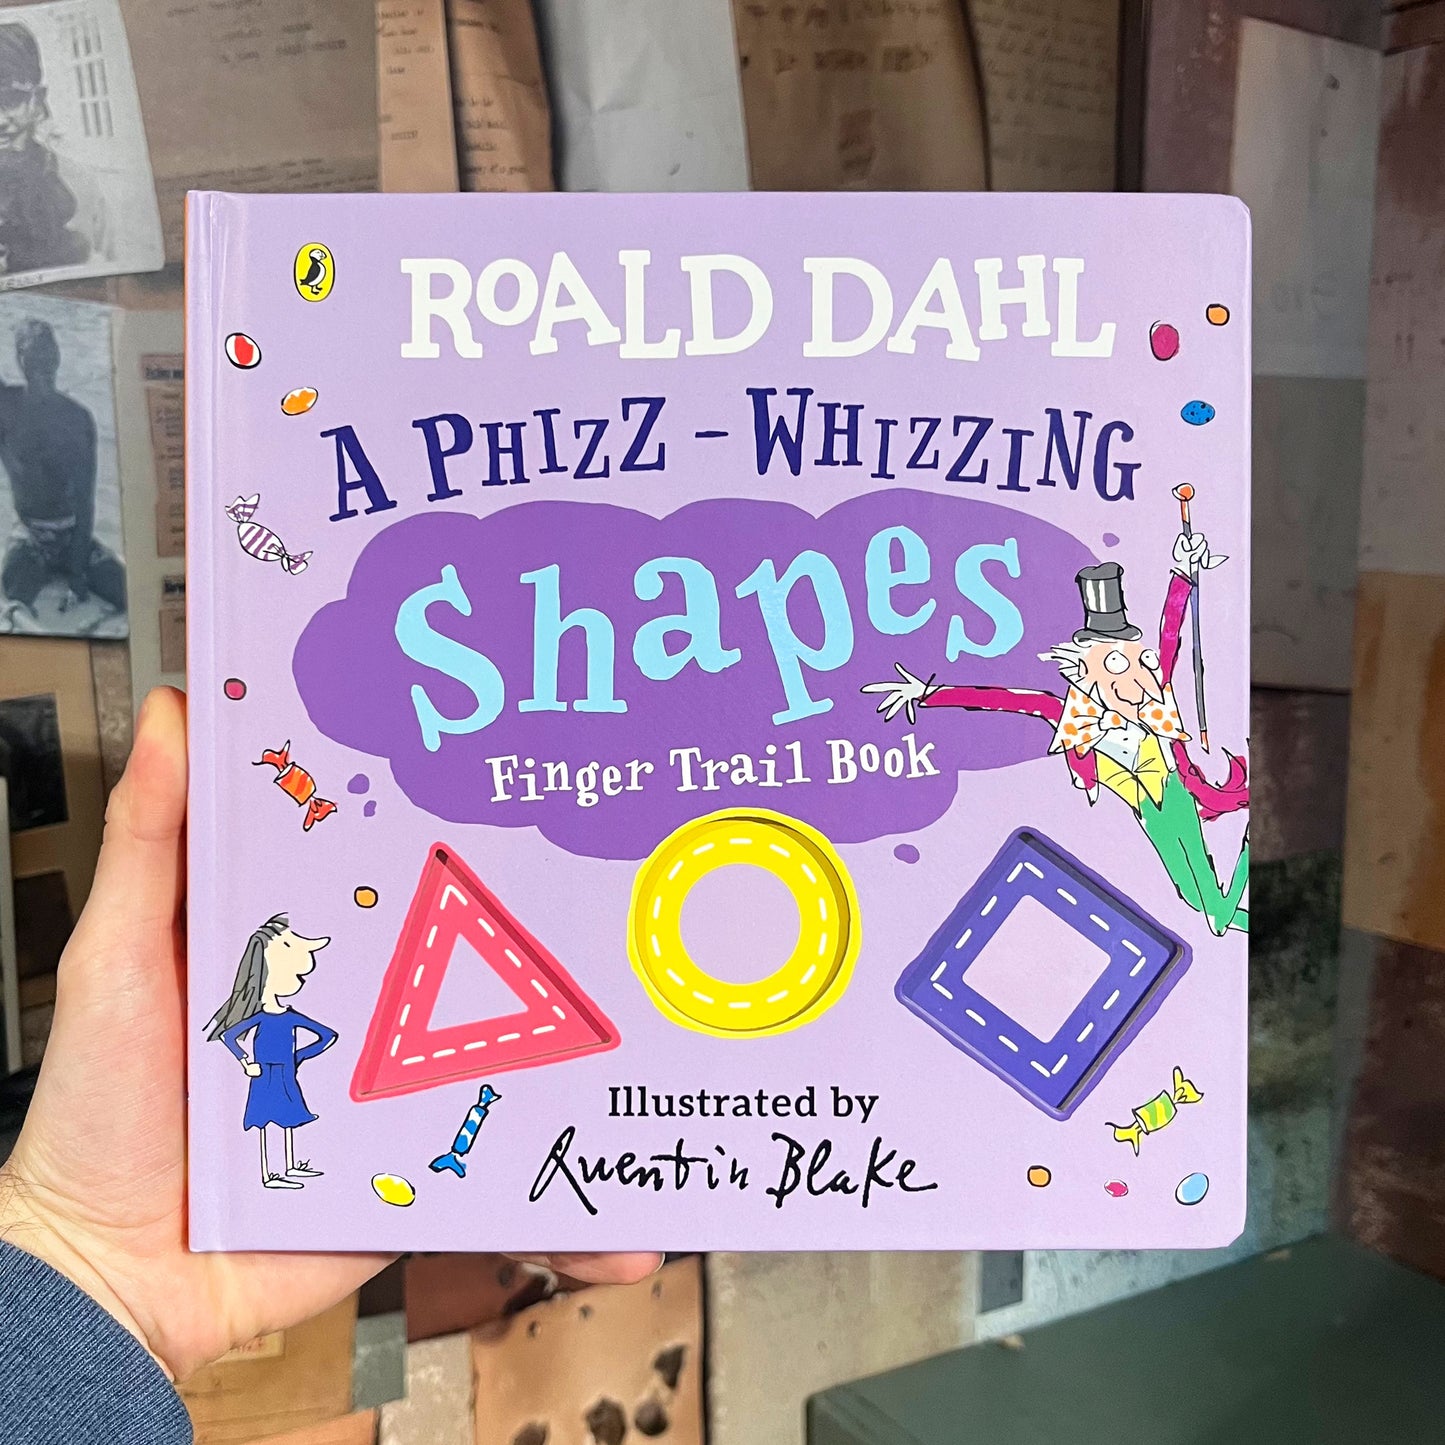 ROALD DAHL
A PHIZZ-WHIZZING
Shapes
Finger Trail Book
Illustrated by
Quentin Blake